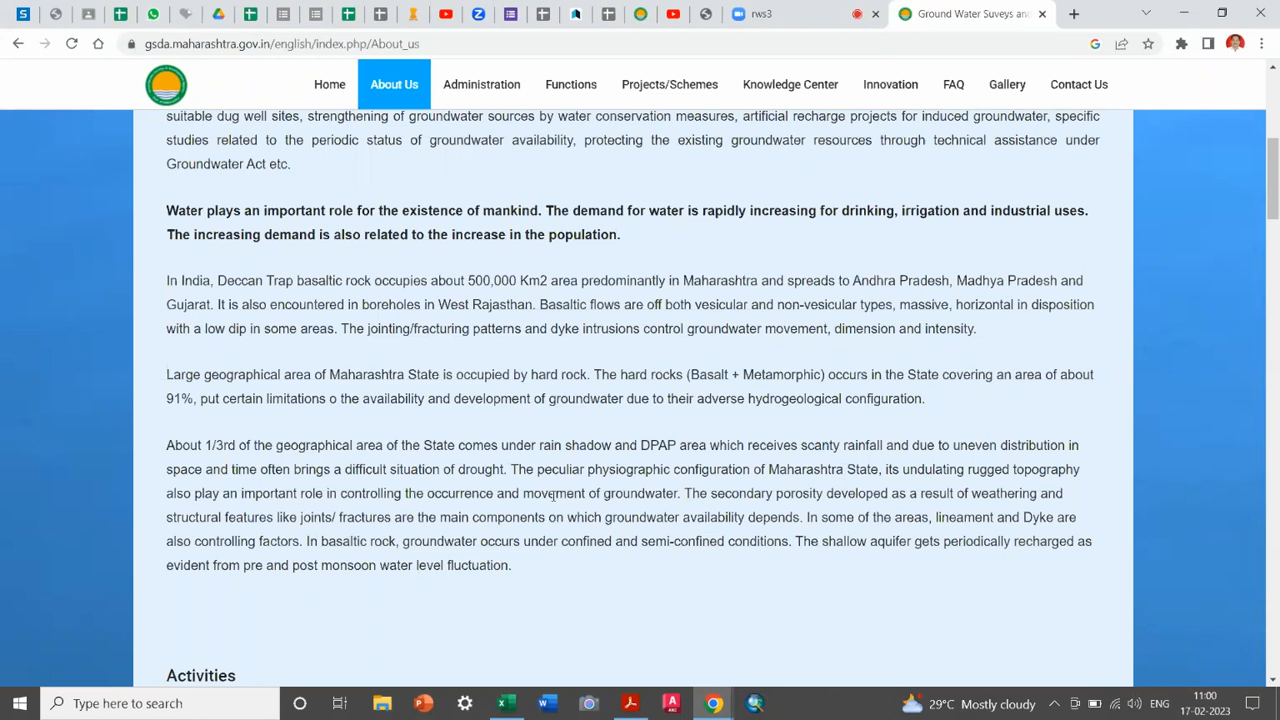 rws3
Ground Water Suveys and
gsda.maharashtra.gov.in/english/index.php/About_us
Home About Us Administration Functions Projects/Schemes Knowledge Center Innovation FAQ Gallery Contact Us
suitable dug well sites, strengthening of groundwater sources by water conservation measures, artificial recharge projects for induced groundwater, specific
studies related to the periodic status of groundwater availability, protecting the existing groundwater resources through technical assistance under
Groundwater Act etc.
Water plays an important role for the existence of mankind. The demand for water is rapidly increasing for drinking, irrigation and industrial uses.
The increasing demand is also related to the increase in the population.
In India, Deccan Trap basaltic rock occupies about 500,000 Km2 area predominantly in Maharashtra and spreads to Andhra Pradesh, Madhya Pradesh and
Gujarat. It is also encountered in boreholes in West Rajasthan. Basaltic flows are off both vesicular and non-vesicular types, massive, horizontal in disposition
with a low dip in some areas. The jointing/fracturing patterns and dyke intrusions control groundwater movement, dimension and intensity.
Large geographical area of Maharashtra State is occupied by hard rock. The hard rocks (Basalt + Metamorphic) occurs in the State covering an area of about
91%, put certain limitations o the availability and development of groundwater due to their adverse hydrogeological configuration.
About 1/3rd of the geographical area of the State comes under rain shadow and DPAP area which receives scanty rainfall and due to uneven distribution in
space and time often brings a difficult situation of drought. The peculiar physiographic configuration of Maharashtra State, its undulating rugged topography
also play an important role in controlling the occurrence and movement of groundwater. The secondary porosity developed as a result of weathering and
structural features like joints/ fractures are the main components on which groundwater availability depends. In some of the areas, lineament and Dyke are
also controlling factors. In basaltic rock, groundwater occurs under confined and semi-confined conditions. The shallow aquifer gets periodically recharged as
evident from pre and post monsoon water level fluctuation.
Activities
Type here to search
29°C Mostly cloudy
ENG
11:00
17-02-2023